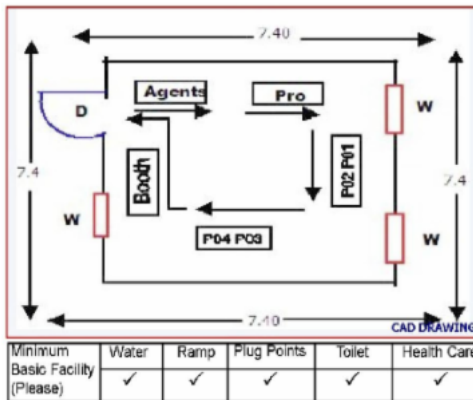 7.40
Agents
Pro
D
W
7.4
Booth
P02 P01
7.4
W
P04 P03
W
7.40
CAD DRAWING
Minimum Basic Facility (Please) Water Ramp Plug Points Toilet Health Care
✓ ✓ ✓ ✓ ✓